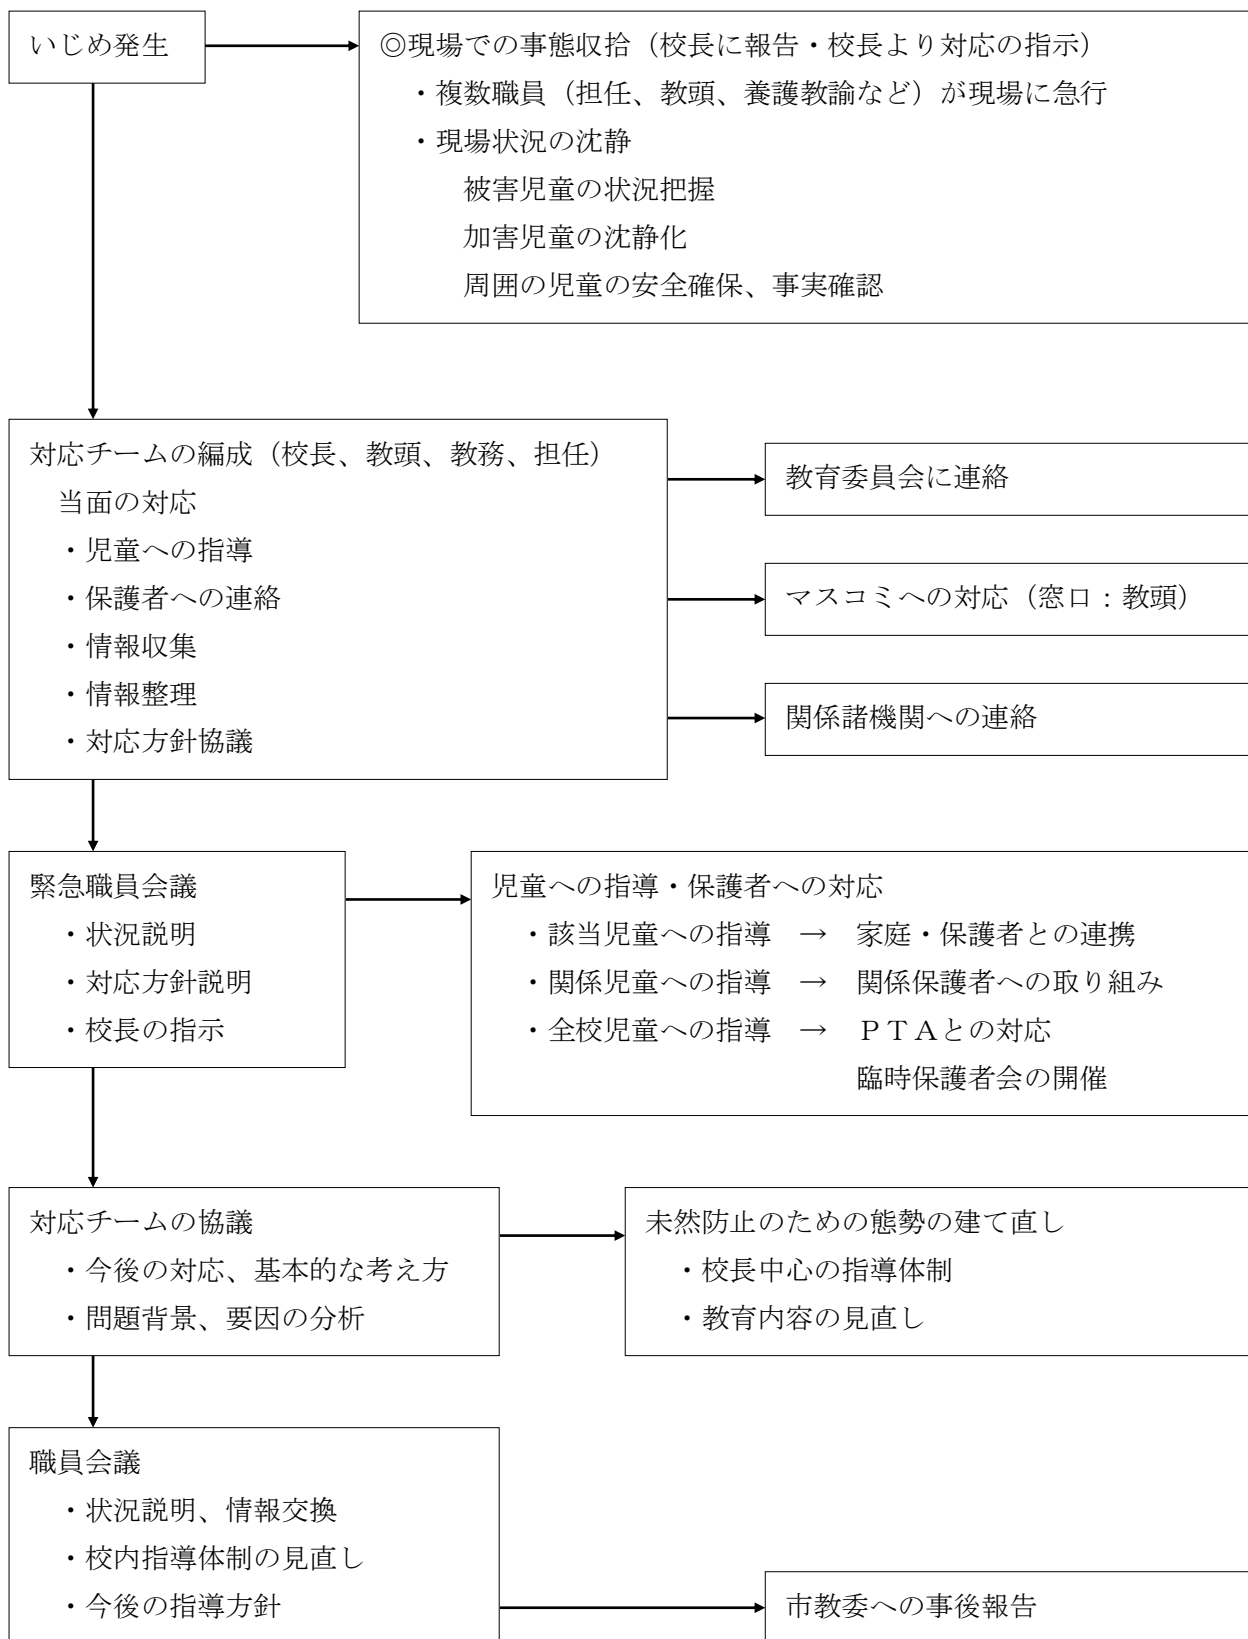 いじめ発生
◎現場での事態収拾（校長に報告・校長より対応の指示）
・複数職員（担任、教頭、養護教諭など）が現場に急行
・現場状況の沈静
被害児童の状況把握
加害児童の沈静化
周囲の児童の安全確保、事実確認
対応チームの編成（校長、教頭、教務、担任）
当面の対応
・児童への指導
・保護者への連絡
・情報収集
・情報整理
・対応方針協議
教育委員会に連絡
マスコミへの対応（窓口：教頭）
関係諸機関への連絡
緊急職員会議
・状況説明
・対応方針説明
・校長の指示
児童への指導・保護者への対応
・該当児童への指導　→　家庭・保護者との連携
・関係児童への指導　→　関係保護者への取り組み
・全校児童への指導　→　ＰＴＡとの対応
臨時保護者会の開催
対応チームの協議
・今後の対応、基本的な考え方
・問題背景、要因の分析
未然防止のための態勢の建て直し
・校長中心の指導体制
・教育内容の見直し
職員会議
・状況説明、情報交換
・校内指導体制の見直し
・今後の指導方針
市教委への事後報告